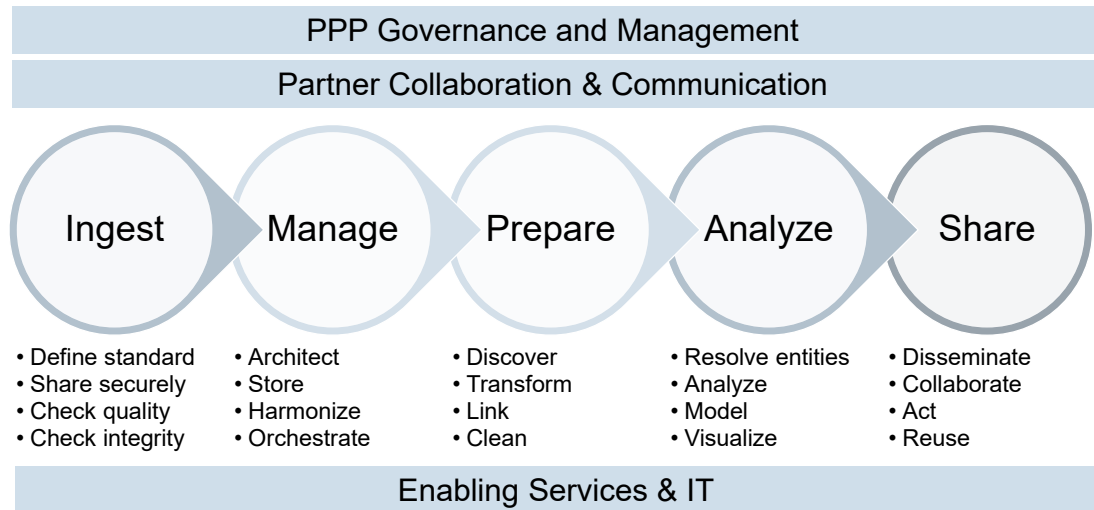 PPP Governance and Management
Partner Collaboration & Communication
Ingest
Manage
Prepare
Analyze
Share
• Define standard
• Share securely
• Check quality
• Check integrity
• Architect
• Store
• Harmonize
• Orchestrate
• Discover
• Transform
• Link
• Clean
• Resolve entities
• Analyze
• Model
• Visualize
• Disseminate
• Collaborate
• Act
• Reuse
Enabling Services & IT